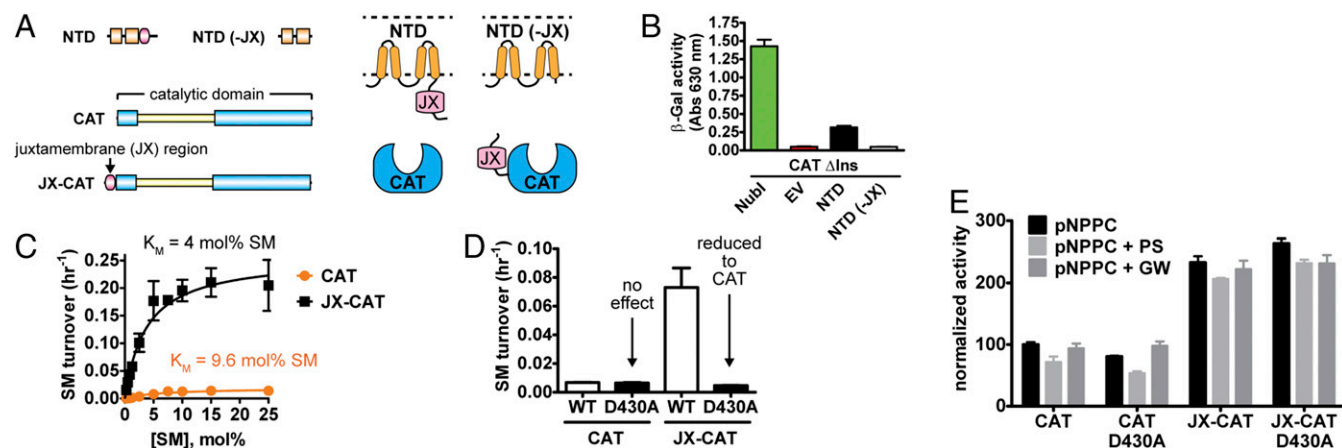 A
NTD
NTD (-JX)
catalytic domain
CAT
juxtamembrane (JX) region
JX-CAT
NTD
NTD (-JX)
JX
JX
CAT
CAT
B
β-Gal activity
(Abs 630 nm)
1.75
1.50
1.25
1.00
0.75
0.50
0.25
0.00
CAT ΔIns
NubI
EV
NTD
NTD (-JX)
C
KM = 4 mol% SM
SM turnover (hr-1)
0.25
0.20
0.15
0.10
0.05
0.00
KM = 9.6 mol% SM
CAT
JX-CAT
0 5 10 15 20 25
[SM], mol%
D
SM turnover (hr-1)
0.10
0.08
0.06
0.04
0.02
0.00
no
effect
reduced
to
CAT
WT D430A WT D430A
CAT JX-CAT
E
normalized activity
300
200
100
0
pNPPC
pNPPC + PS
pNPPC + GW
CAT
CAT
D430A
JX-CAT
JX-CAT
D430A